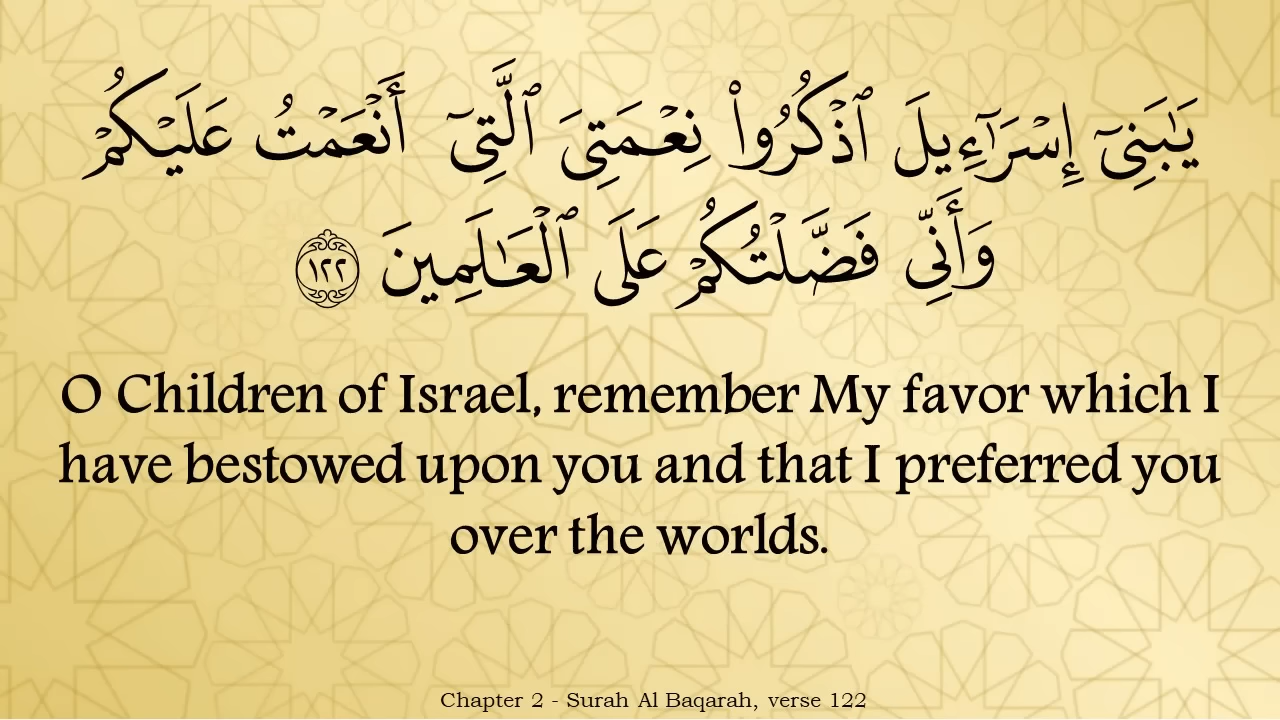 يَٰبَنِىٓ إِسْرَٰٓءِيلَ ٱذْكُرُوا۟ نِعْمَتِىَ ٱلَّتِىٓ أَنْعَمْتُ عَلَيْكُمْ
وَأَنِّى فَضَّلْتُكُمْ عَلَى ٱلْعَٰلَمِينَ ١٢٢
O Children of Israel, remember My favor which I
have bestowed upon you and that I preferred you
over the worlds.
Chapter 2 - Surah Al Baqarah, verse 122